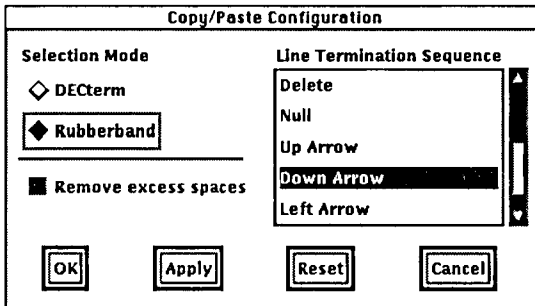 Copy/Paste Configuration
Selection Mode
DECterm
Rubberband
Remove excess spaces
Line Termination Sequence
Delete
Null
Up Arrow
Down Arrow
Left Arrow
OK
Apply
Reset
Cancel